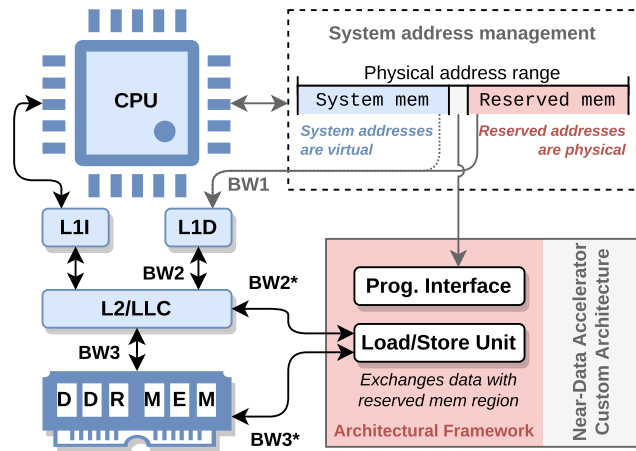 System address management
Physical address range
CPU
System mem
Reserved mem
System addresses
are virtual
Reserved addresses
are physical
BW1
L1I
L1D
BW2
BW2*
L2/LLC
BW3
DDR MEM
BW3*
Prog. Interface
Load/Store Unit
Exchanges data with
reserved mem region
Architectural Framework
Near-Data Accelerator
Custom Architecture